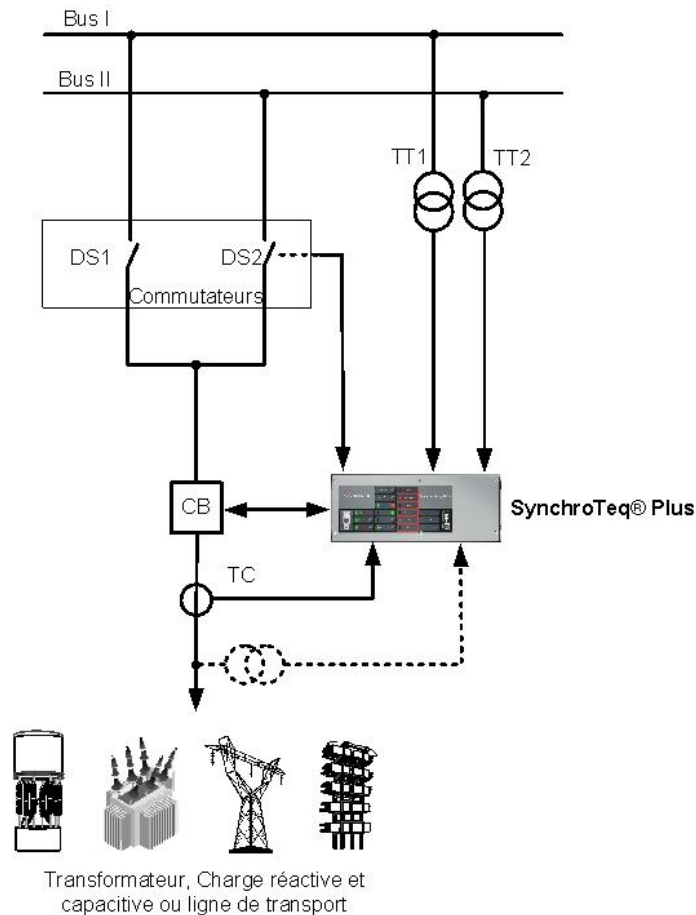 Bus I
Bus II
TT1
TT2
DS1
DS2
Commutateurs
CB
SynchroTeq® Plus
TC
Transformateur, Charge réactive et
capacitive ou ligne de transport